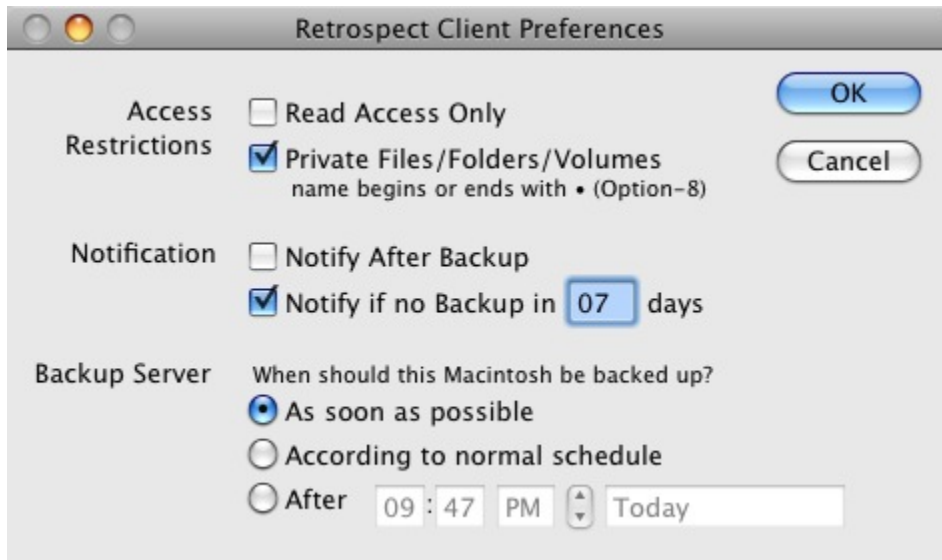 Retrospect Client Preferences
Access Restrictions
Read Access Only
Private Files/Folders/Volumes
name begins or ends with • (Option-8)
OK
Cancel
Notification
Notify After Backup
Notify if no Backup in 07 days
Backup Server
When should this Macintosh be backed up?
As soon as possible
According to normal schedule
After 09 : 47 PM Today